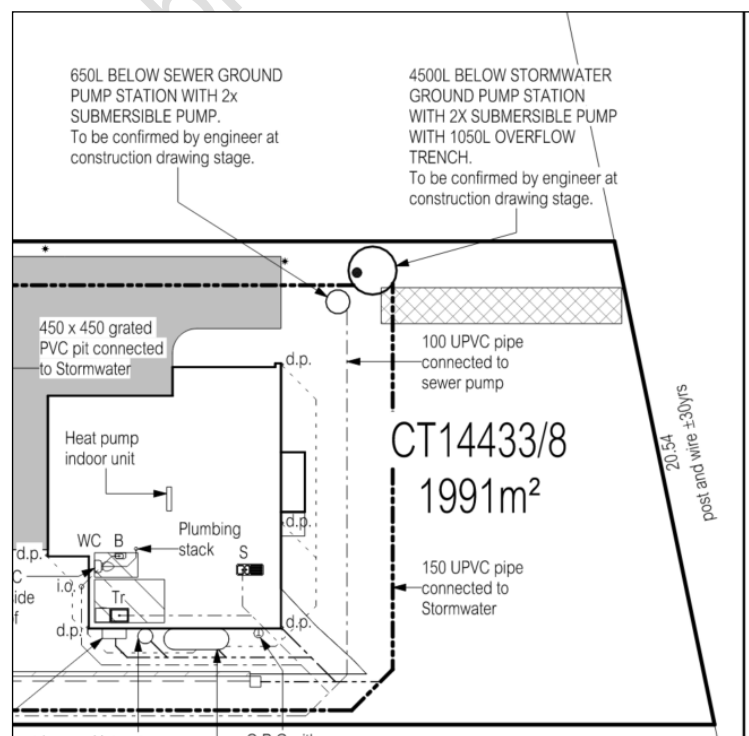 650L BELOW SEWER GROUND
PUMP STATION WITH 2x
SUBMERSIBLE PUMP.
To be confirmed by engineer at
construction drawing stage.
4500L BELOW STORMWATER
GROUND PUMP STATION
WITH 2X SUBMERSIBLE PUMP
WITH 1050L OVERFLOW
TRENCH.
To be confirmed by engineer at
construction drawing stage.
450 x 450 grated
PVC pit connected
to Stormwater
d.p.
100 UPVC pipe
connected to
sewer pump
20.54
post and wire ±30yrs
CT14433/8
1991m²
Heat pump
indoor unit
d.p.
Plumbing
stack
WC B
S
d.p.
i.o.
Tr
150 UPVC pipe
connected to
Stormwater
d.p.
d.p.